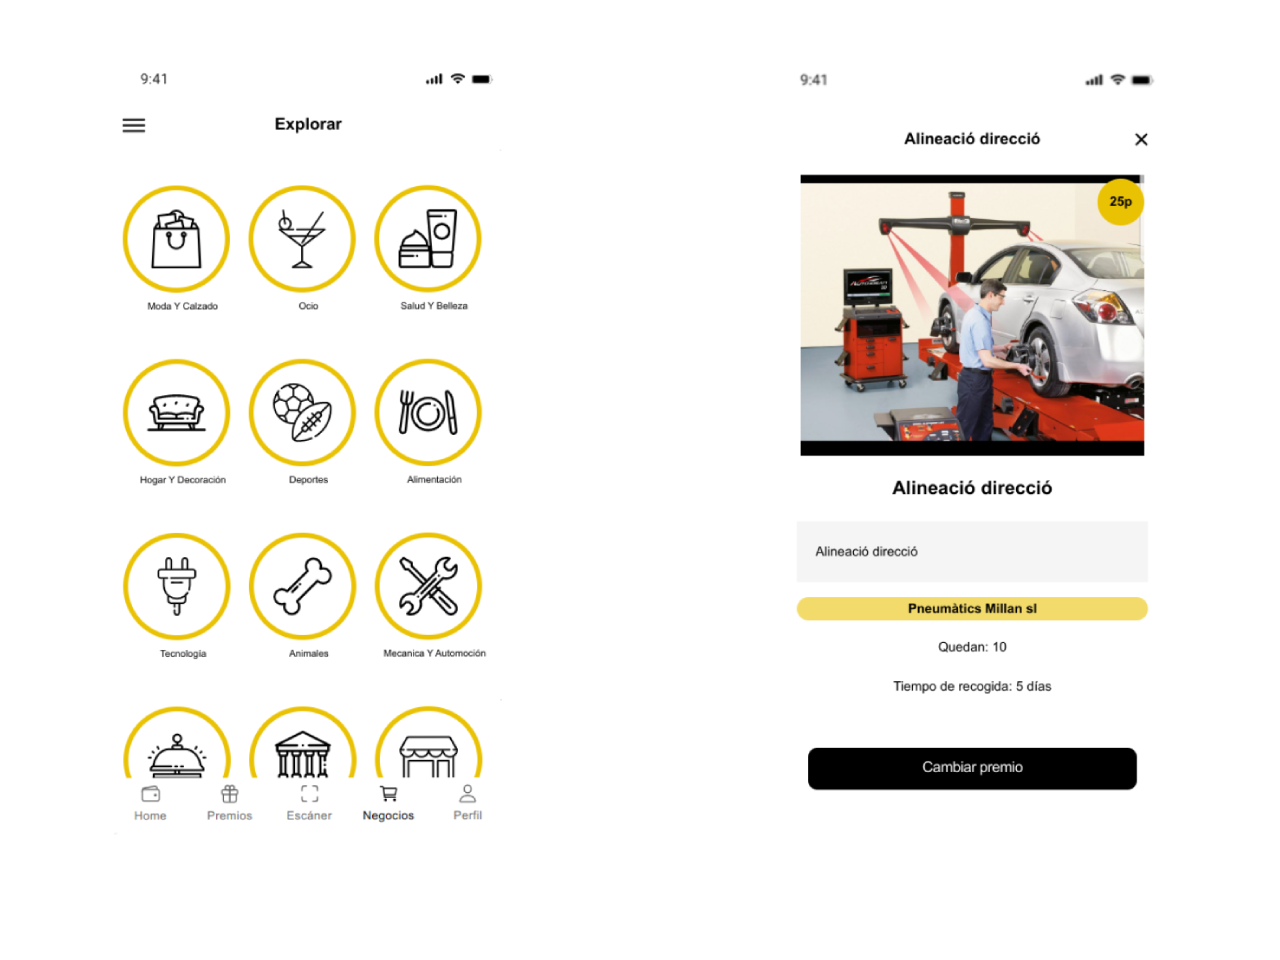 9:41
Explorar
Moda Y Calzado
Ocio
Salud Y Belleza
Hogar Y Decoración
Deportes
Alimentación
Tecnología
Animales
Mecanica Y Automoción
Home
Premios
Escáner
Negocios
Perfil
9:41
Alineació direcció
25p
Alineació direcció
Alineació direcció
Pneumàtics Millan sl
Quedan: 10
Tiempo de recogida: 5 días
Cambiar premio